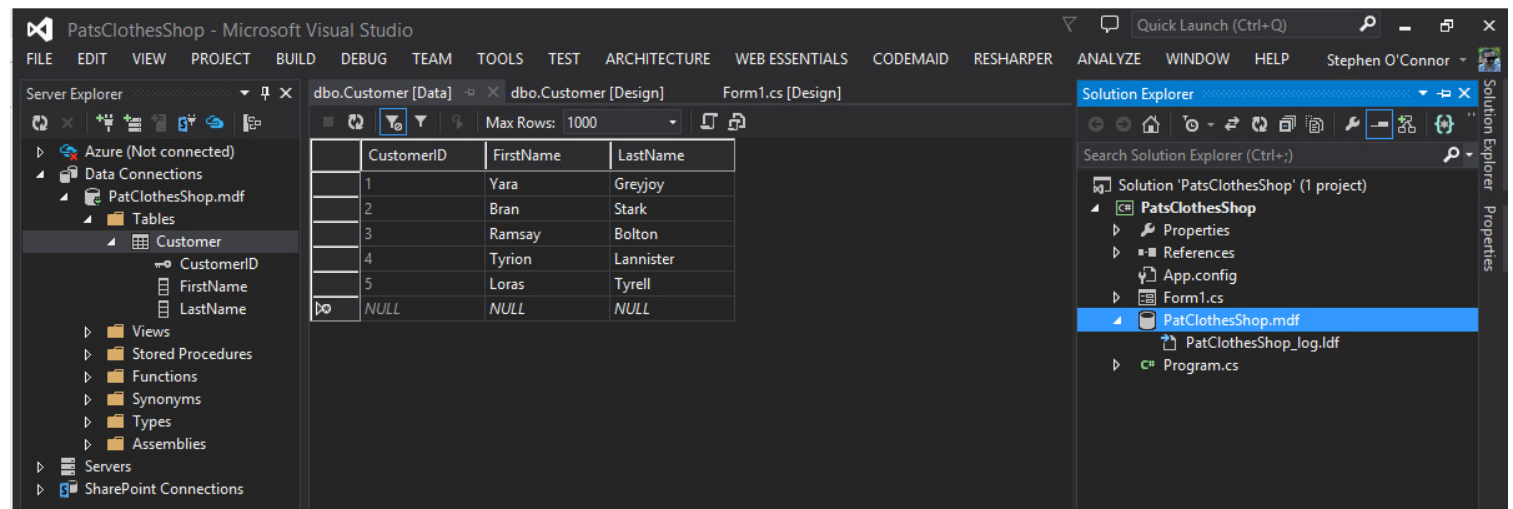 PatsClothesShop - Microsoft Visual Studio
Quick Launch (Ctrl+Q)
FILE EDIT VIEW PROJECT BUILD DEBUG TEAM TOOLS TEST ARCHITECTURE WEB ESSENTIALS CODEMAID RESHARPER ANALYZE WINDOW HELP Stephen O'Connor
Server Explorer
Azure (Not connected)
Data Connections
PatClothesShop.mdf
Tables
Customer
CustomerID
FirstName
LastName
Views
Stored Procedures
Functions
Synonyms
Types
Assemblies
Servers
SharePoint Connections
dbo.Customer [Data] dbo.Customer [Design] Form1.cs [Design]
Max Rows: 1000
CustomerID FirstName LastName
1 Yara Greyjoy
2 Bran Stark
3 Ramsay Bolton
4 Tyrion Lannister
5 Loras Tyrell
NULL NULL NULL
Solution Explorer
Search Solution Explorer (Ctrl+;)
Solution 'PatsClothesShop' (1 project)
C# PatsClothesShop
Properties
References
App.config
Form1.cs
PatClothesShop.mdf
PatClothesShop_log.ldf
C# Program.cs
Solution Explorer
Properties